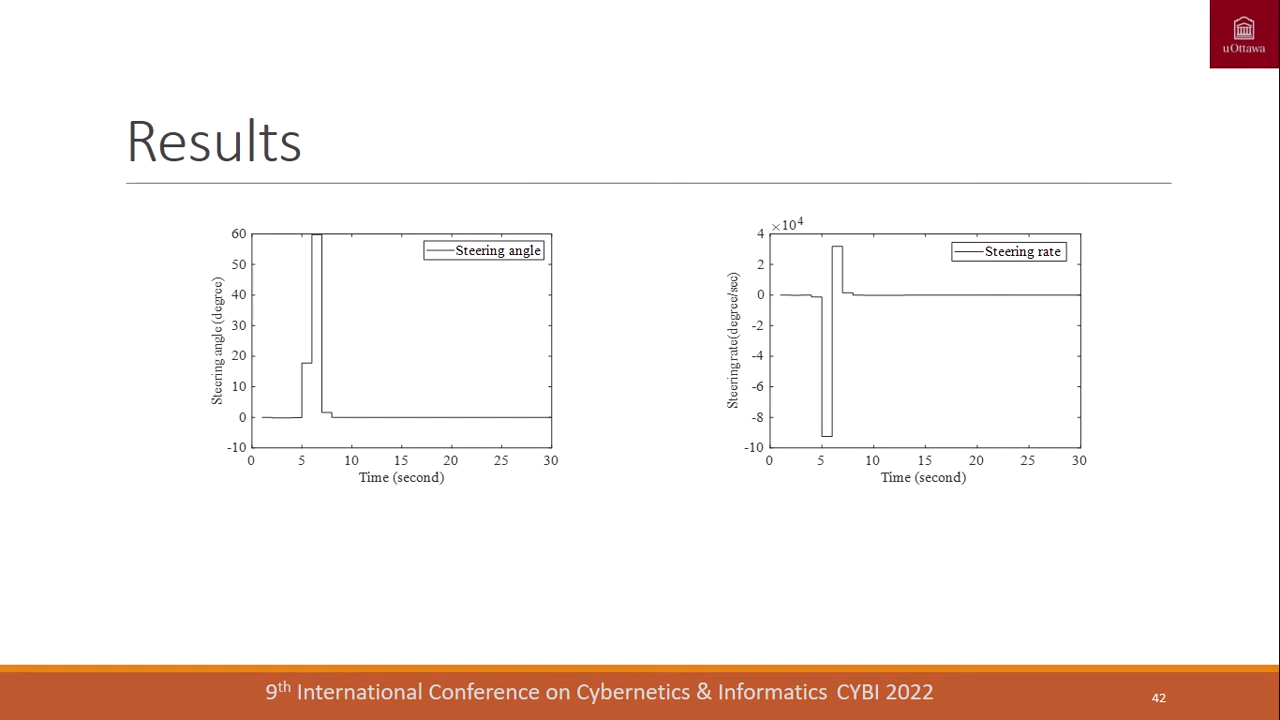 uOttawa
Results
60
50
40
30
20
10
0
-10
Steering angle (degree)
Steering angle
0 5 10 15 20 25 30
Time (second)
×10⁴
4
2
0
-2
-4
-6
-8
-10
Steering rate(degree/sec)
Steering rate
0 5 10 15 20 25 30
Time (second)
9th International Conference on Cybernetics & Informatics CYBI 2022
42